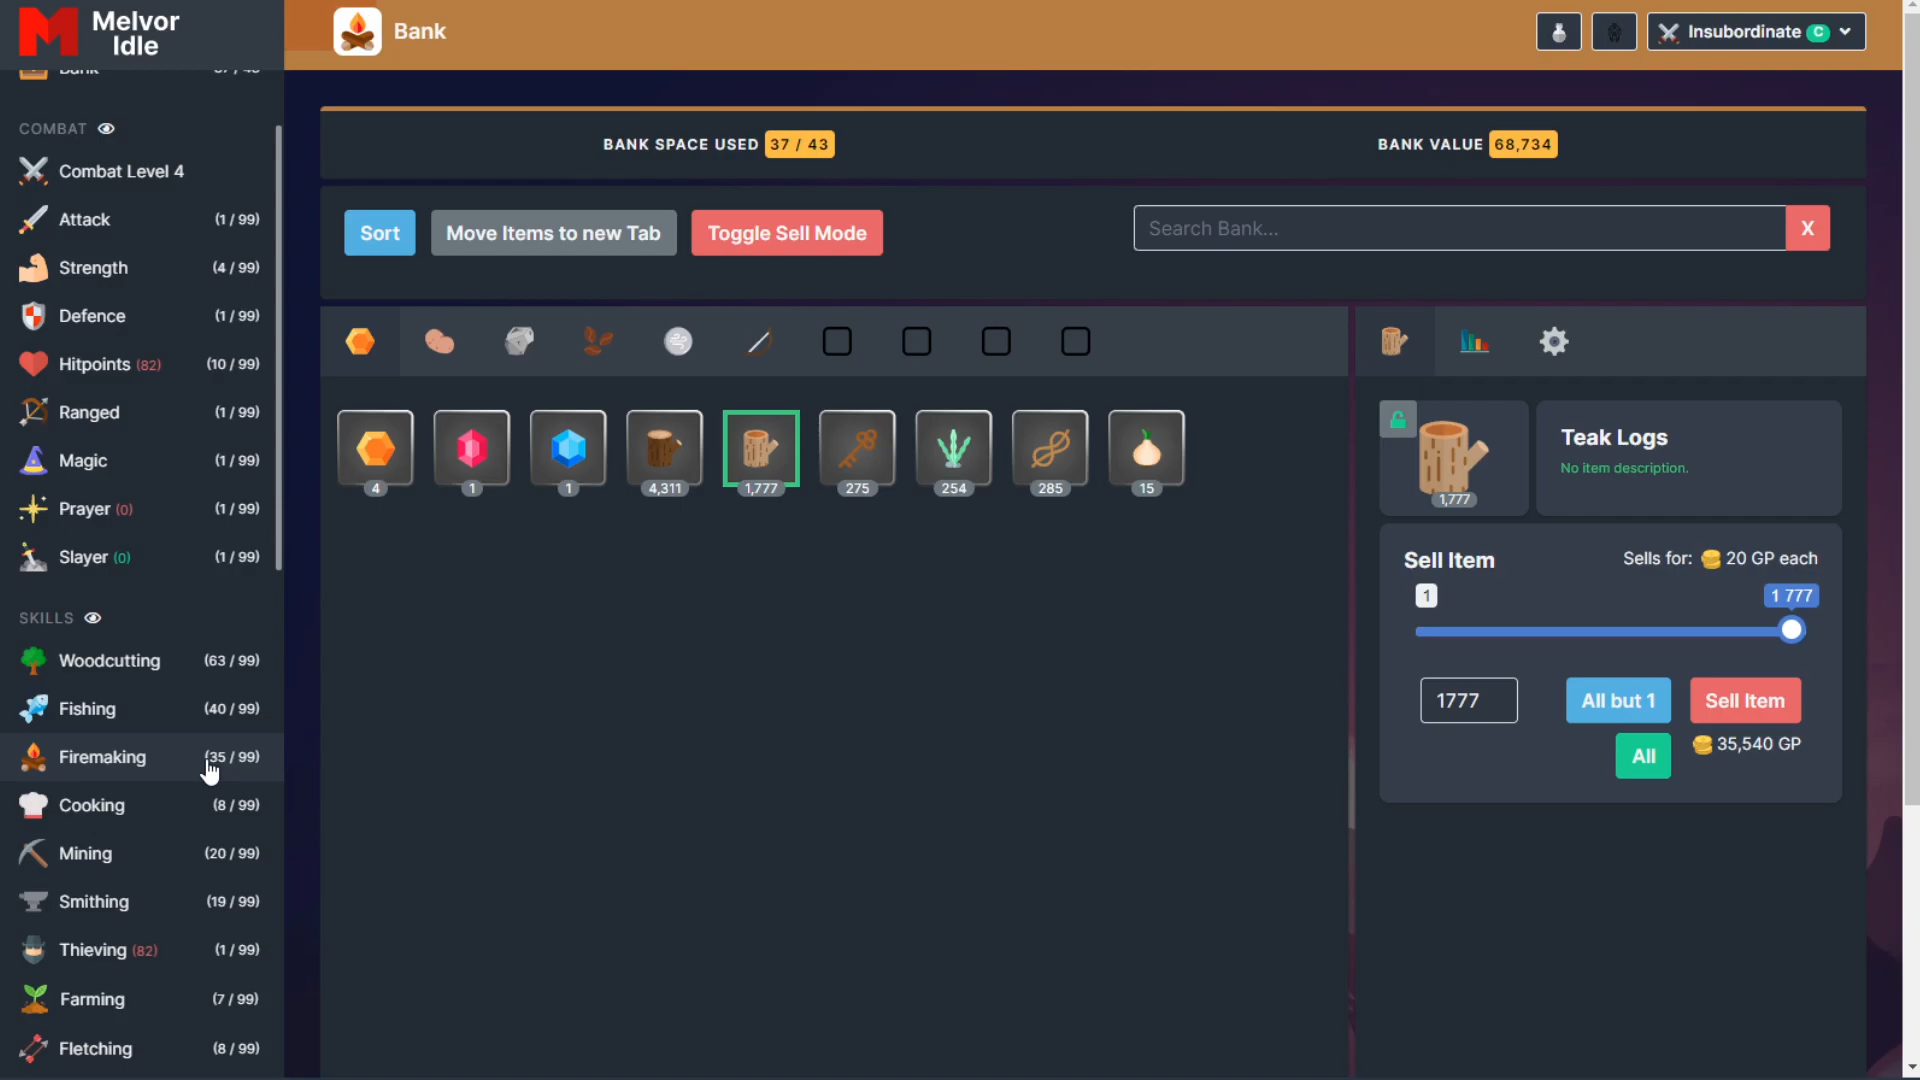 Melvor
Idle
Bank 37 / 43
COMBAT
Combat Level 4
Attack (1 / 99)
Strength (4 / 99)
Defence (1 / 99)
Hitpoints (82) (10 / 99)
Ranged (1 / 99)
Magic (1 / 99)
Prayer (0) (1 / 99)
Slayer (0) (1 / 99)
SKILLS
Woodcutting (63 / 99)
Fishing (40 / 99)
Firemaking (35 / 99)
Cooking (8 / 99)
Mining (20 / 99)
Smithing (19 / 99)
Thieving (82) (1 / 99)
Farming (7 / 99)
Fletching (8 / 99)
Bank
Insubordinate C
BANK SPACE USED 37 / 43
BANK VALUE 68,734
Sort
Move Items to new Tab
Toggle Sell Mode
Search Bank...
X
4 1 1 4,311 1,777 275 254 285 15
1,777
Teak Logs
No item description.
Sell Item
Sells for: 20 GP each
1
1 777
1777
All but 1
Sell Item
All
35,540 GP